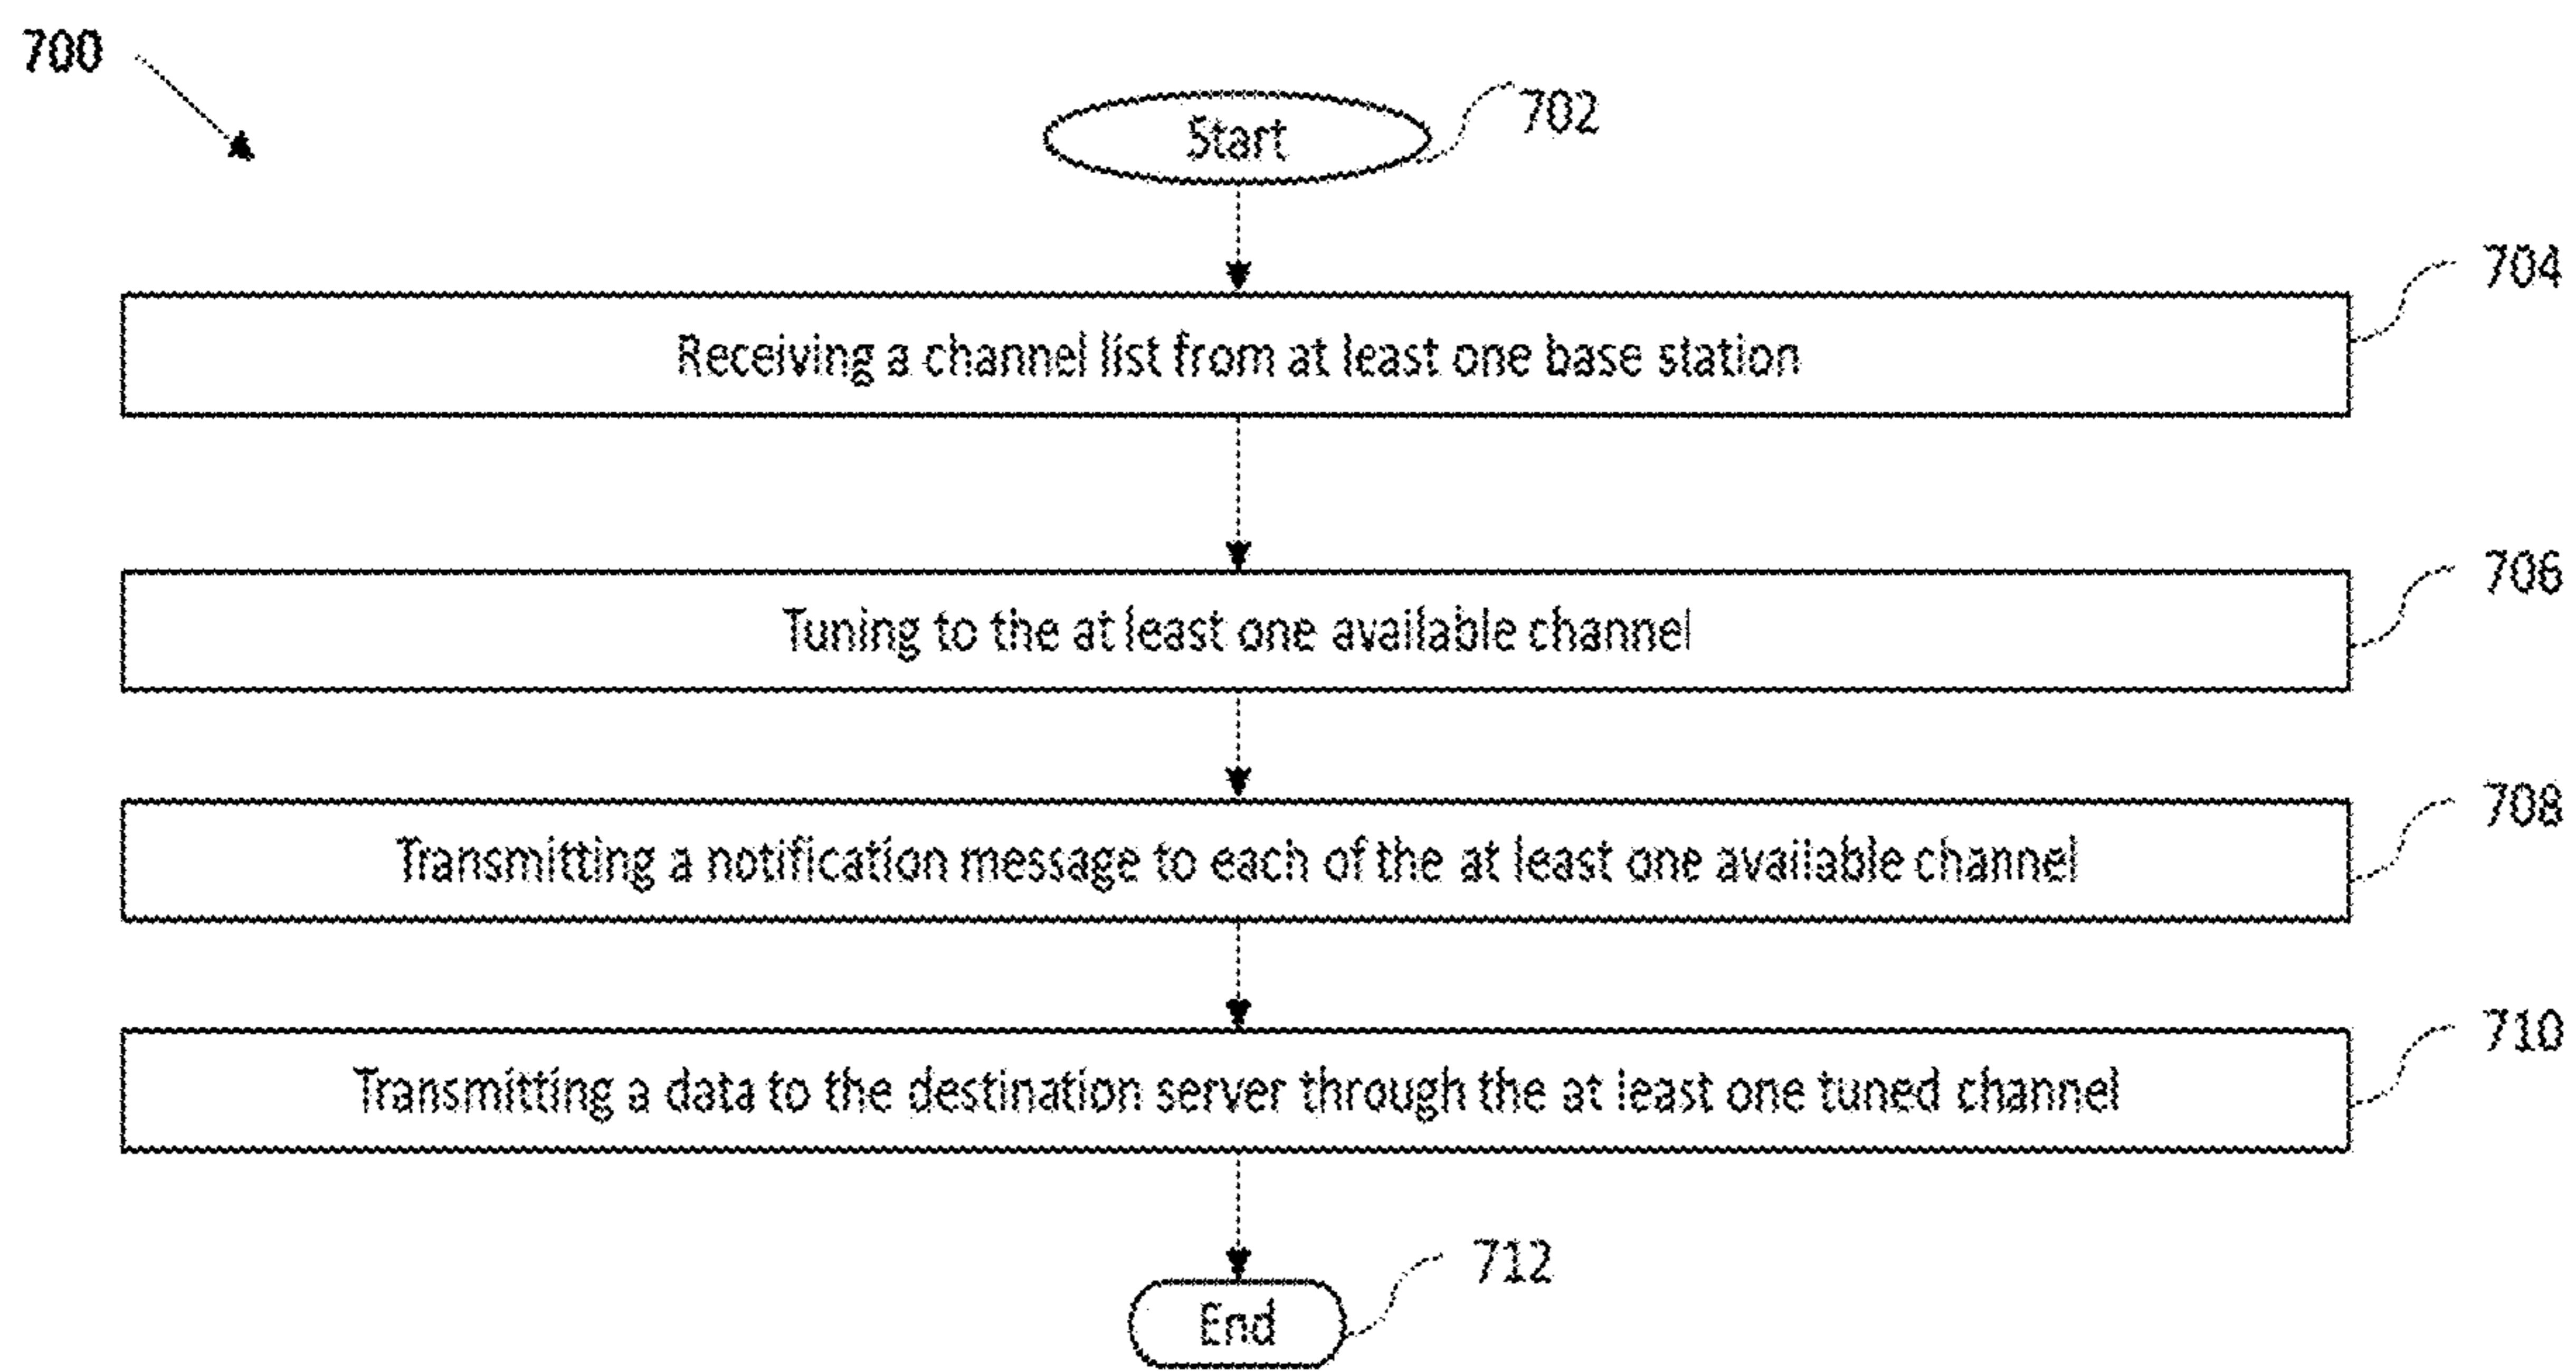 700
Start
702
704
Receiving a channel list from at least one base station
706
Tuning to the at least one available channel
708
Transmitting a notification message to each of the at least one available channel
710
Transmitting a data to the destination server through the at least one tuned channel
712
End